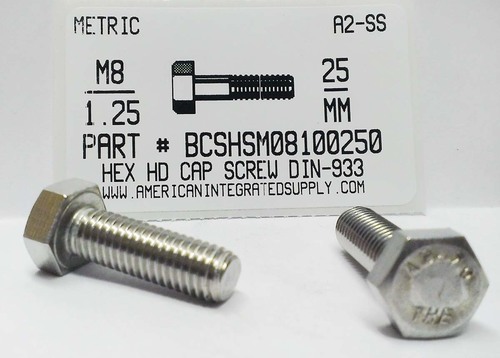 METRIC A2-SS
M8 25
1.25 MM
PART # BCSHSM08100250
HEX HD CAP SCREW DIN-933
WWW.AMERICANINTEGRATEDSUPPLY.COM
THE